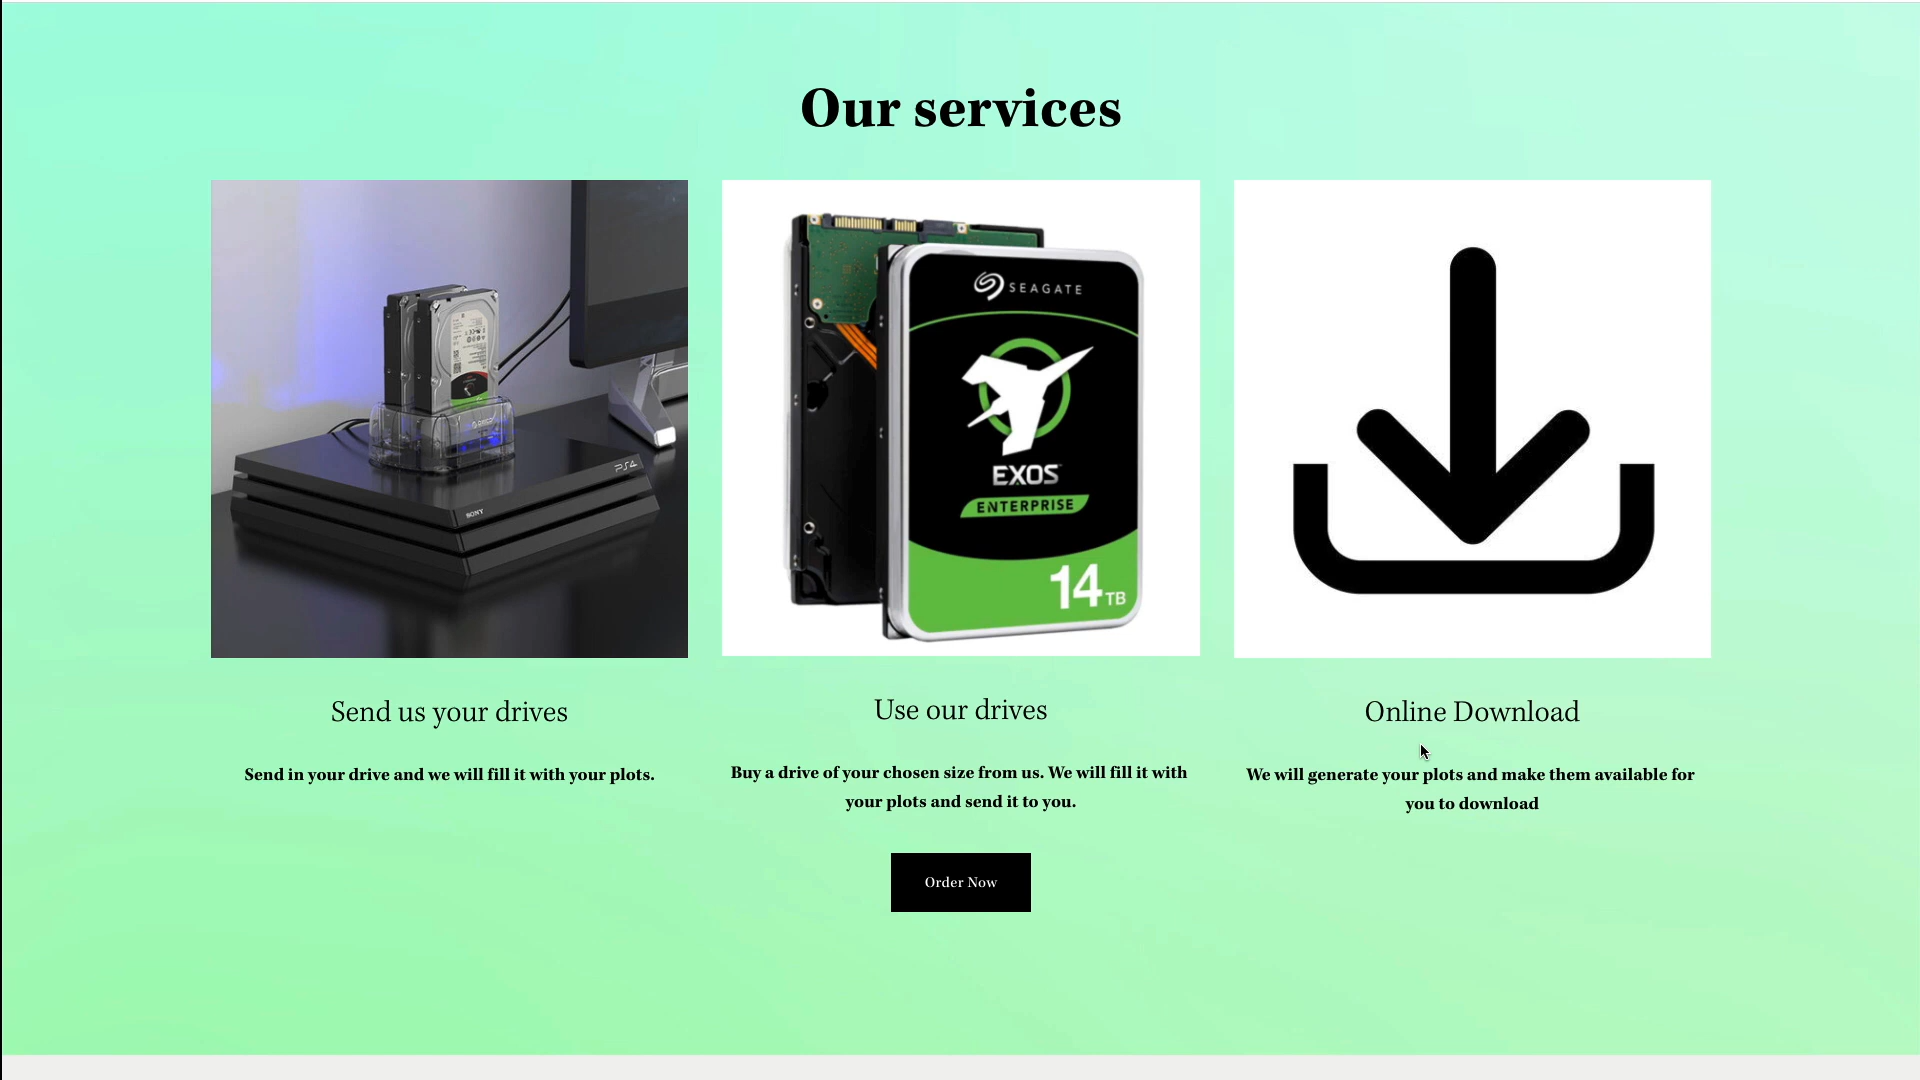 Our services
PS4
SONY
SEAGATE
EXOS
ENTERPRISE
14TB
Send us your drives
Use our drives
Online Download
Send in your drive and we will fill it with your plots.
Buy a drive of your chosen size from us. We will fill it with
your plots and send it to you.
We will generate your plots and make them available for
you to download
Order Now